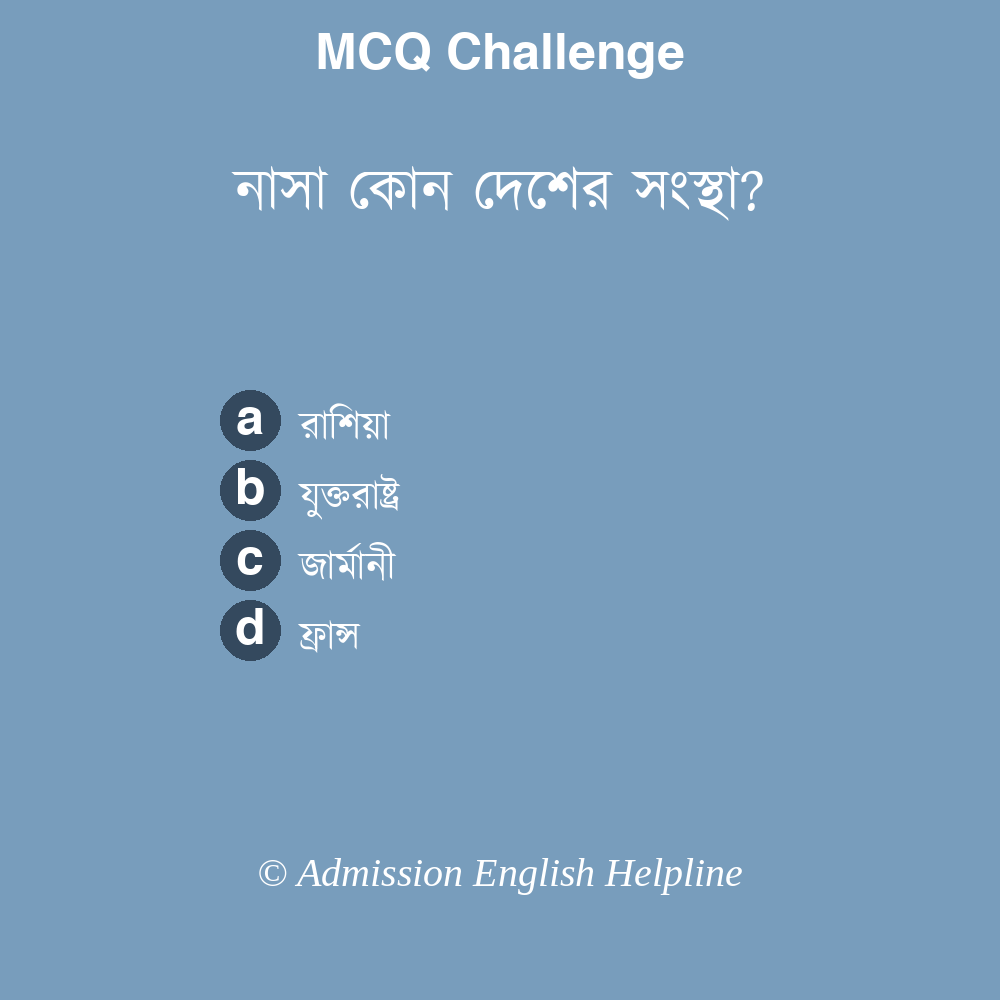 MCQ Challenge
নাসা কোন দেশের সংস্থা?
a রাশিয়া
b যুক্তরাষ্ট্র
c জার্মানী
d ফ্রান্স
© Admission English Helpline